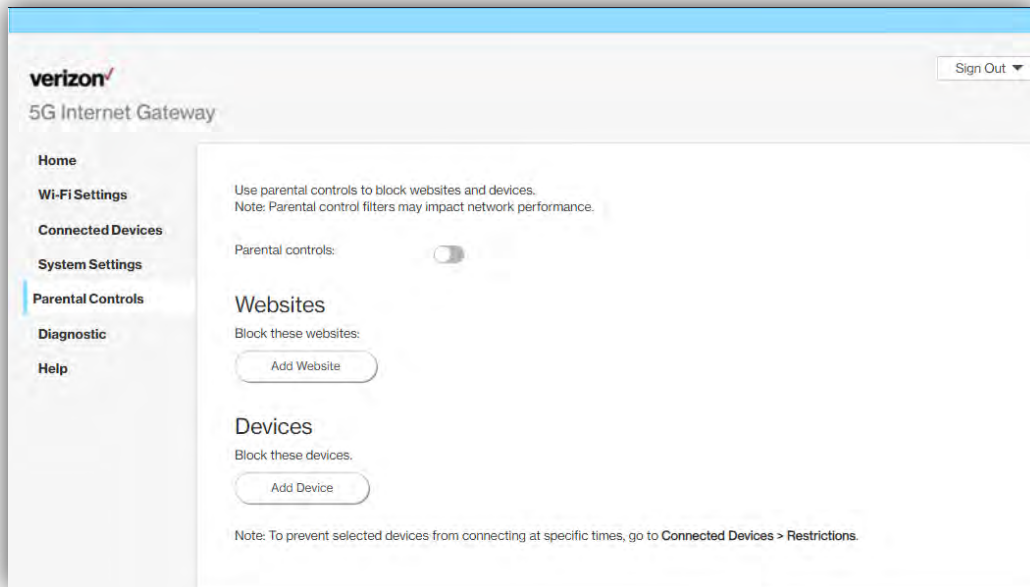 verizon✓
Sign Out
5G Internet Gateway
Home
Wi-Fi Settings
Connected Devices
System Settings
Parental Controls
Diagnostic
Help
Use parental controls to block websites and devices.
Note: Parental control filters may impact network performance.
Parental controls:
Websites
Block these websites:
Add Website
Devices
Block these devices.
Add Device
Note: To prevent selected devices from connecting at specific times, go to Connected Devices > Restrictions.